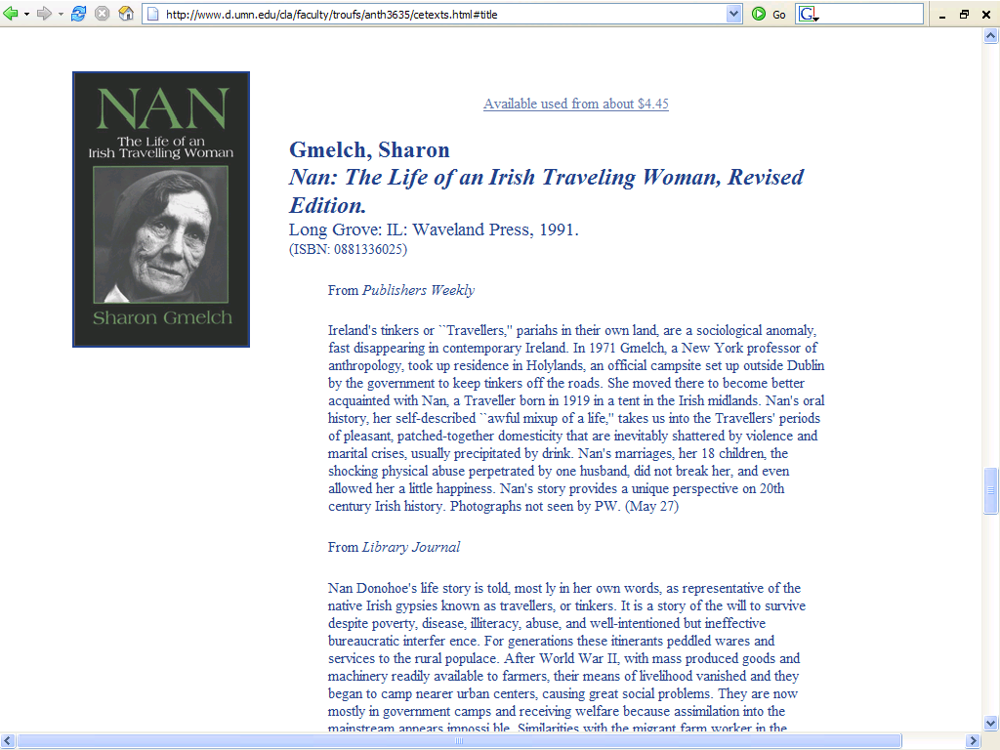 http://www.d.umn.edu/cla/faculty/troufs/anth3635/cetexts.html#title
Go
G
NAN
The Life of an
Irish Travelling Woman
Sharon Gmelch
Available used from about $4.45
Gmelch, Sharon
Nan: The Life of an Irish Traveling Woman, Revised
Edition.
Long Grove: IL: Waveland Press, 1991.
(ISBN: 0881336025)
From Publishers Weekly
Ireland's tinkers or ``Travellers,'' pariahs in their own land, are a sociological anomaly,
fast disappearing in contemporary Ireland. In 1971 Gmelch, a New York professor of
anthropology, took up residence in Holylands, an official campsite set up outside Dublin
by the government to keep tinkers off the roads. She moved there to become better
acquainted with Nan, a Traveller born in 1919 in a tent in the Irish midlands. Nan's oral
history, her self-described ``awful mixup of a life,'' takes us into the Travellers' periods
of pleasant, patched-together domesticity that are inevitably shattered by violence and
marital crises, usually precipitated by drink. Nan's marriages, her 18 children, the
shocking physical abuse perpetrated by one husband, did not break her, and even
allowed her a little happiness. Nan's story provides a unique perspective on 20th
century Irish history. Photographs not seen by PW. (May 27)
From Library Journal
Nan Donohoe's life story is told, most ly in her own words, as representative of the
native Irish gypsies known as travellers, or tinkers. It is a story of the will to survive
despite poverty, disease, illiteracy, abuse, and well-intentioned but ineffective
bureaucratic interfer ence. For generations these itinerants peddled wares and
services to the rural populace. After World War II, with mass produced goods and
machinery readily available to farmers, their means of livelihood vanished and they
began to camp nearer urban centers, causing great social problems. They are now
mostly in government camps and receiving welfare because assimilation into the
mainstream appears impossi ble. Similarities with the migrant farm worker in the